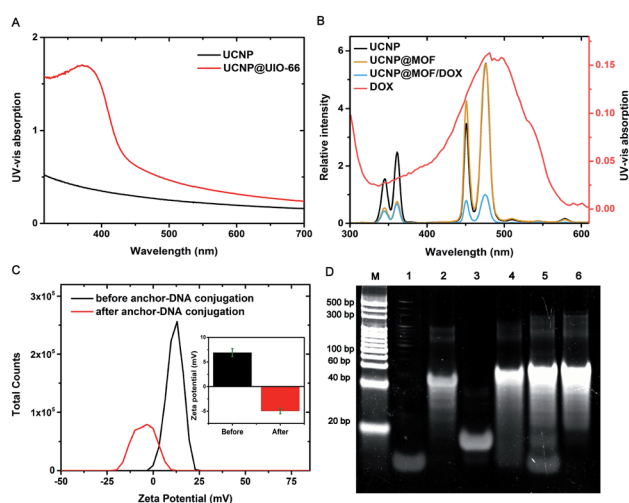 A
UCNP
UCNP@UIO-66
UV-vis absorption
2
1
0
400
500
600
700
Wavelength (nm)
B
UCNP
UCNP@MOF
UCNP@MOF/DOX
DOX
Relative intensity
6
4
2
0
300
400
500
600
Wavelength (nm)
0.15
0.10
0.05
0.00
UV-vis absorption
C
before anchor-DNA conjugation
after anchor-DNA conjugation
Total Counts
3x10⁵
2x10⁵
1x10⁵
0
-50
-25
0
25
50
75
Zeta Potential (mV)
Zeta potential (mV)
10
5
0
-5
Before
After
D
M
1
2
3
4
5
6
500 bp
300 bp
100 bp
60 bp
40 bp
20 bp